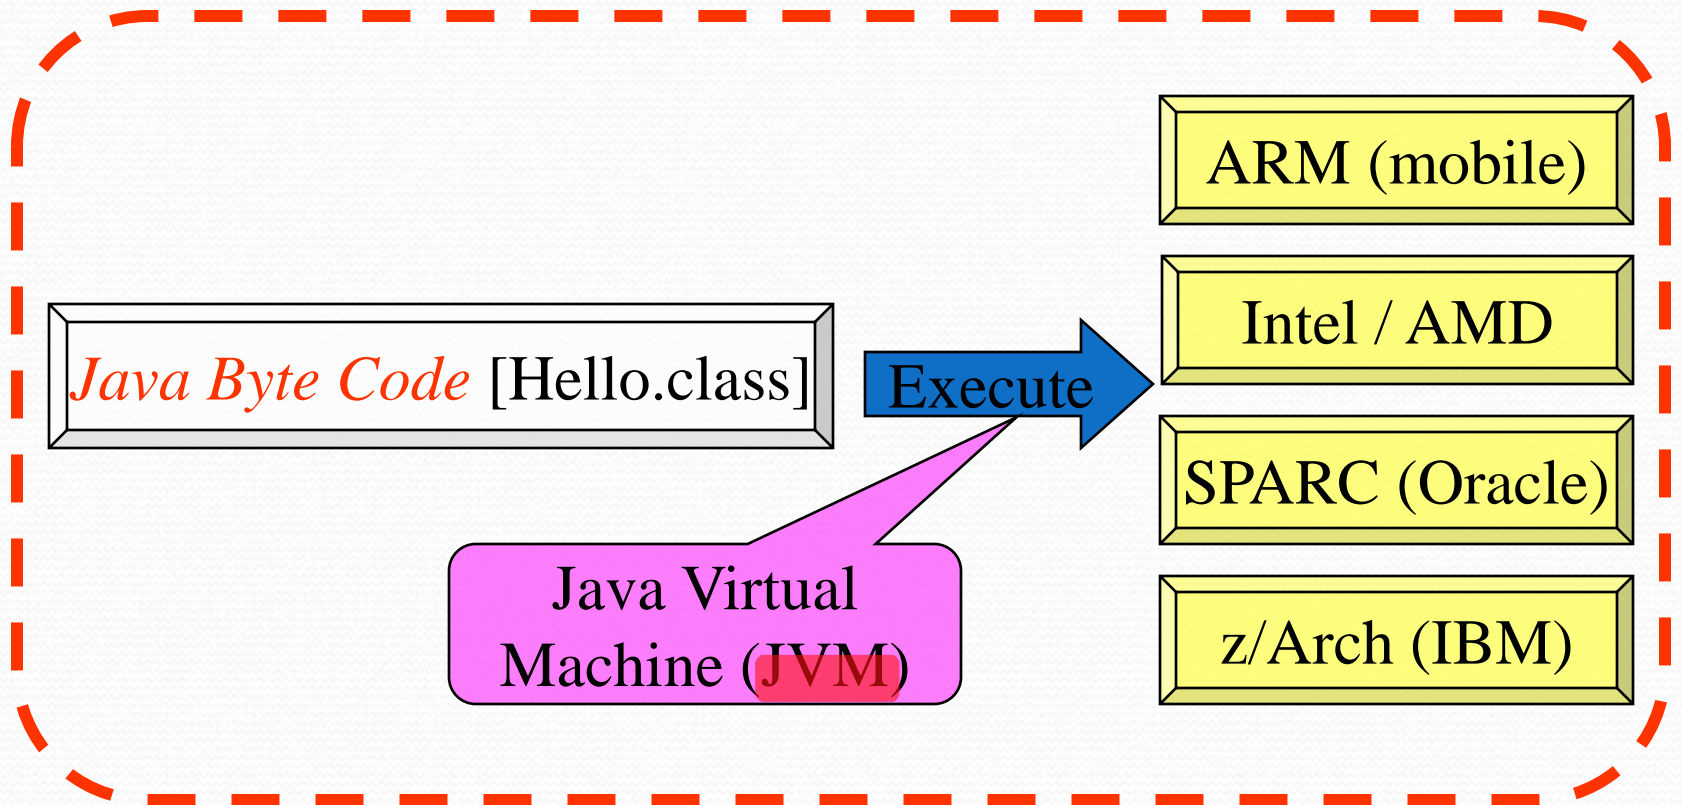 ARM (mobile)
Intel / AMD
Java Byte Code [Hello.class]
Execute
SPARC (Oracle)
Java Virtual
Machine (JVM)
z/Arch (IBM)